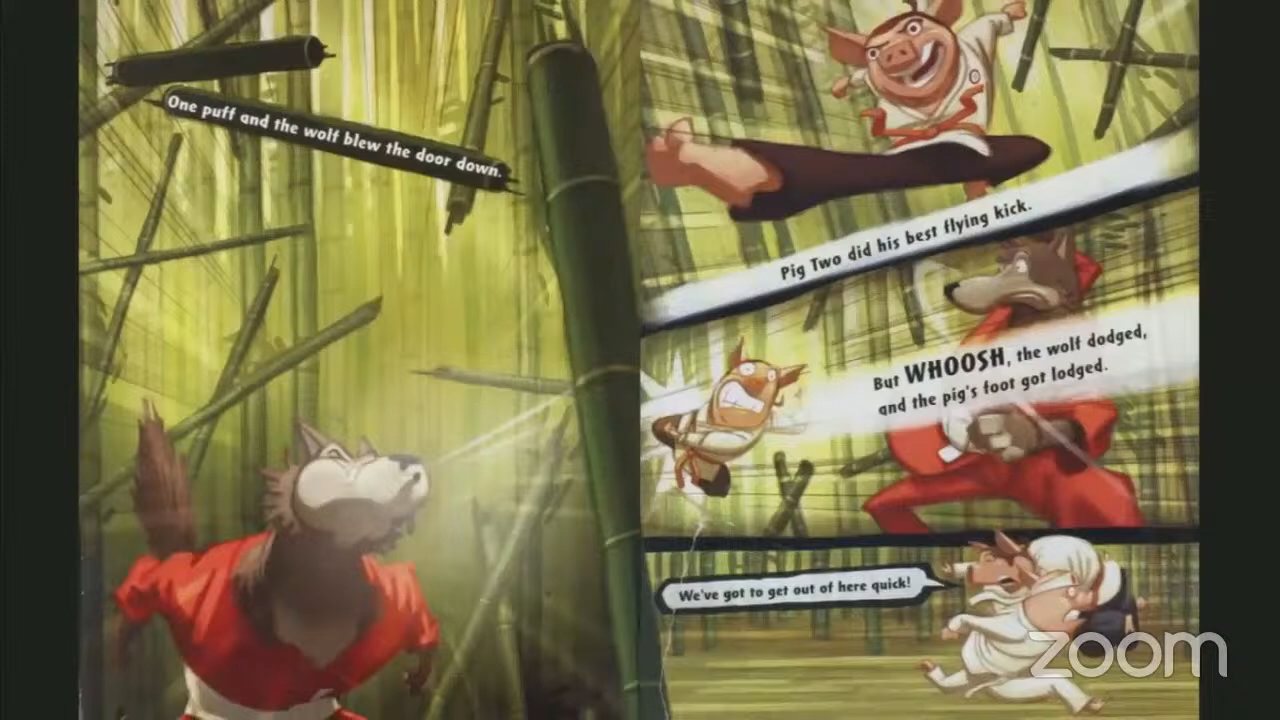 One puff and the wolf blew the door down.
Pig Two did his best flying kick.
But WHOOSH, the wolf dodged,
and the pig's foot got lodged.
We've got to get out of here quick!
zoom